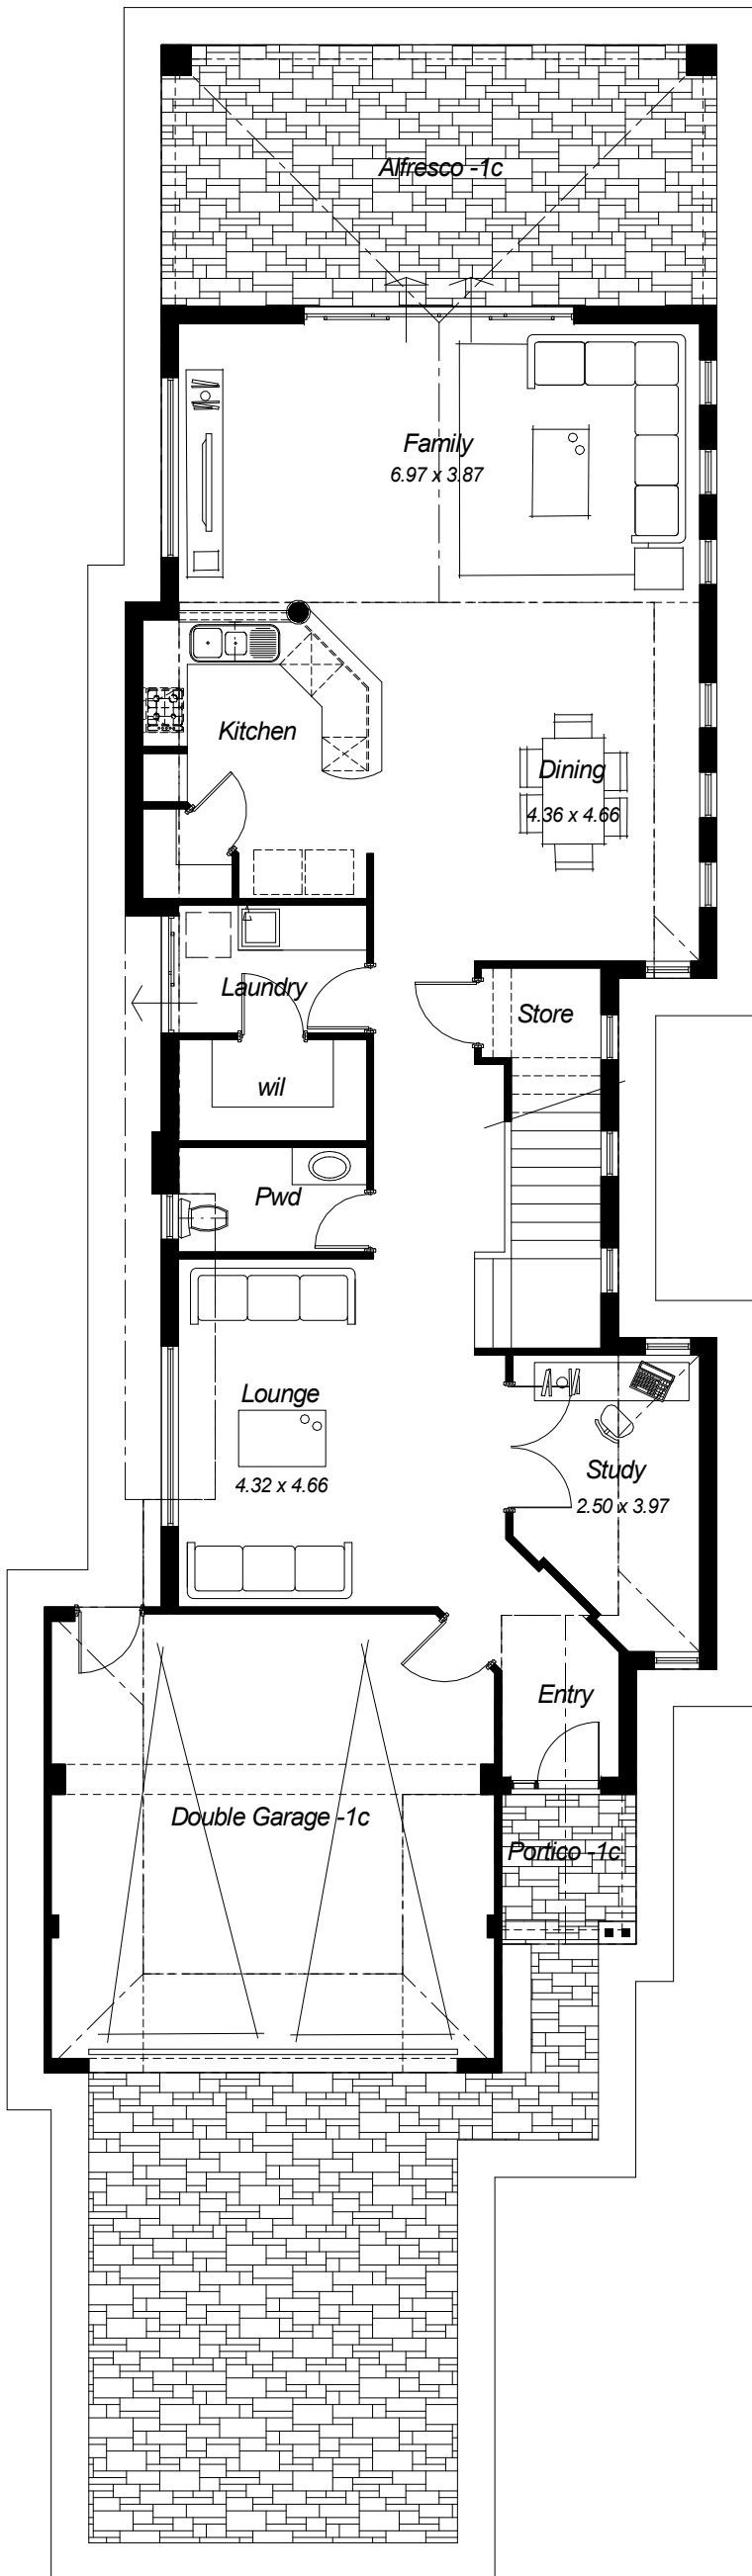 Alfresco -1c
Family
6.97 x 3.87
Kitchen
Dining
4.36 x 4.66
Laundry
Store
wil
Pwd
Lounge
4.32 x 4.66
Study
2.50 x 3.97
Entry
Double Garage -1c
Portico -1c